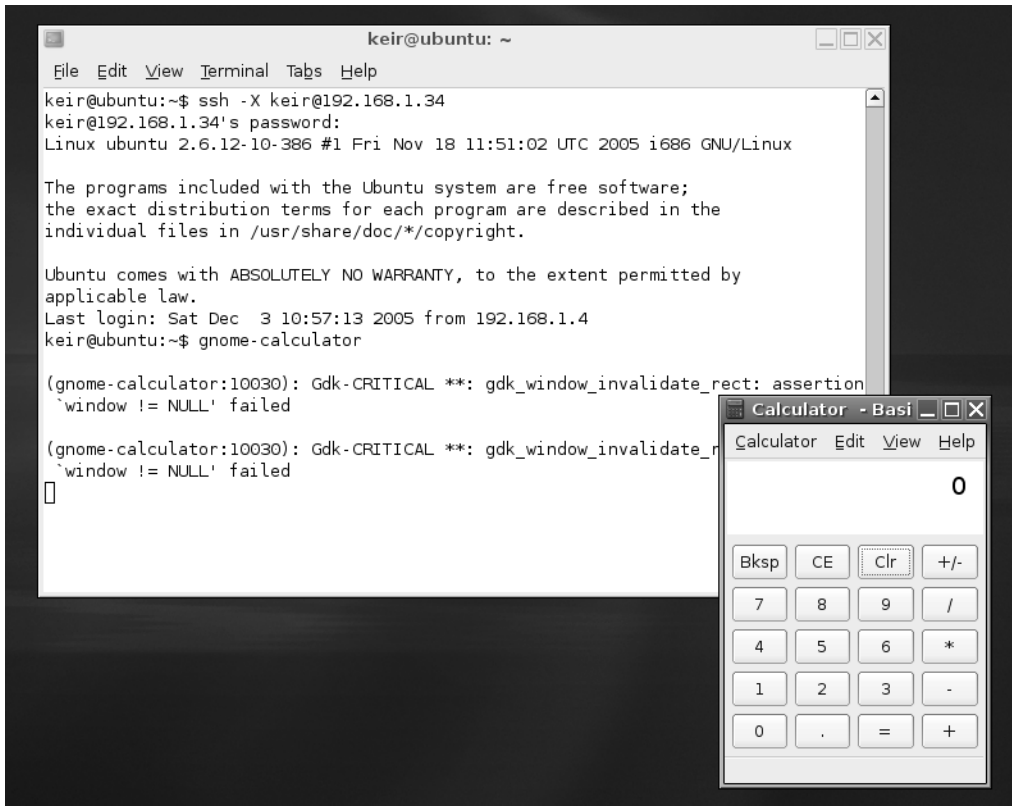 keir@ubuntu: ~
File Edit View Terminal Tabs Help
keir@ubuntu:~$ ssh -X keir@192.168.1.34
keir@192.168.1.34's password:
Linux ubuntu 2.6.12-10-386 #1 Fri Nov 18 11:51:02 UTC 2005 i686 GNU/Linux
The programs included with the Ubuntu system are free software;
the exact distribution terms for each program are described in the
individual files in /usr/share/doc/*/copyright.
Ubuntu comes with ABSOLUTELY NO WARRANTY, to the extent permitted by
applicable law.
Last login: Sat Dec  3 10:57:13 2005 from 192.168.1.4
keir@ubuntu:~$ gnome-calculator
(gnome-calculator:10030): Gdk-CRITICAL **: gdk_window_invalidate_rect: assertion
`window != NULL' failed
(gnome-calculator:10030): Gdk-CRITICAL **: gdk_window_invalidate_r
`window != NULL' failed
Calculator - Basi
Calculator Edit View Help
0
Bksp CE Clr +/-
7 8 9 /
4 5 6 *
1 2 3 -
0 . = +